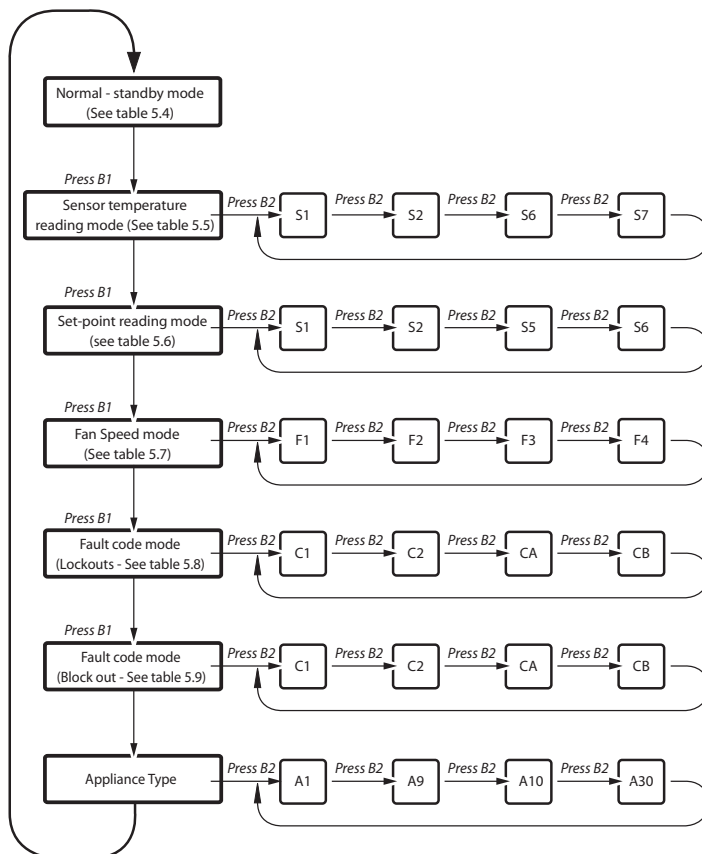 Normal - standby mode
(See table 5.4)
Press B1
Sensor temperature
reading mode (See table 5.5)
Press B2
S1
Press B2
S2
Press B2
S6
Press B2
S7
Press B1
Set-point reading mode
(see table 5.6)
Press B2
S1
Press B2
S2
Press B2
S5
Press B2
S6
Press B1
Fan Speed mode
(See table 5.7)
Press B2
F1
Press B2
F2
Press B2
F3
Press B2
F4
Press B1
Fault code mode
(Lockouts - See table 5.8)
Press B2
C1
Press B2
C2
Press B2
CA
Press B2
CB
Press B1
Fault code mode
(Block out - See table 5.9)
Press B2
C1
Press B2
C2
Press B2
CA
Press B2
CB
Appliance Type
Press B2
A1
Press B2
A9
Press B2
A10
Press B2
A30